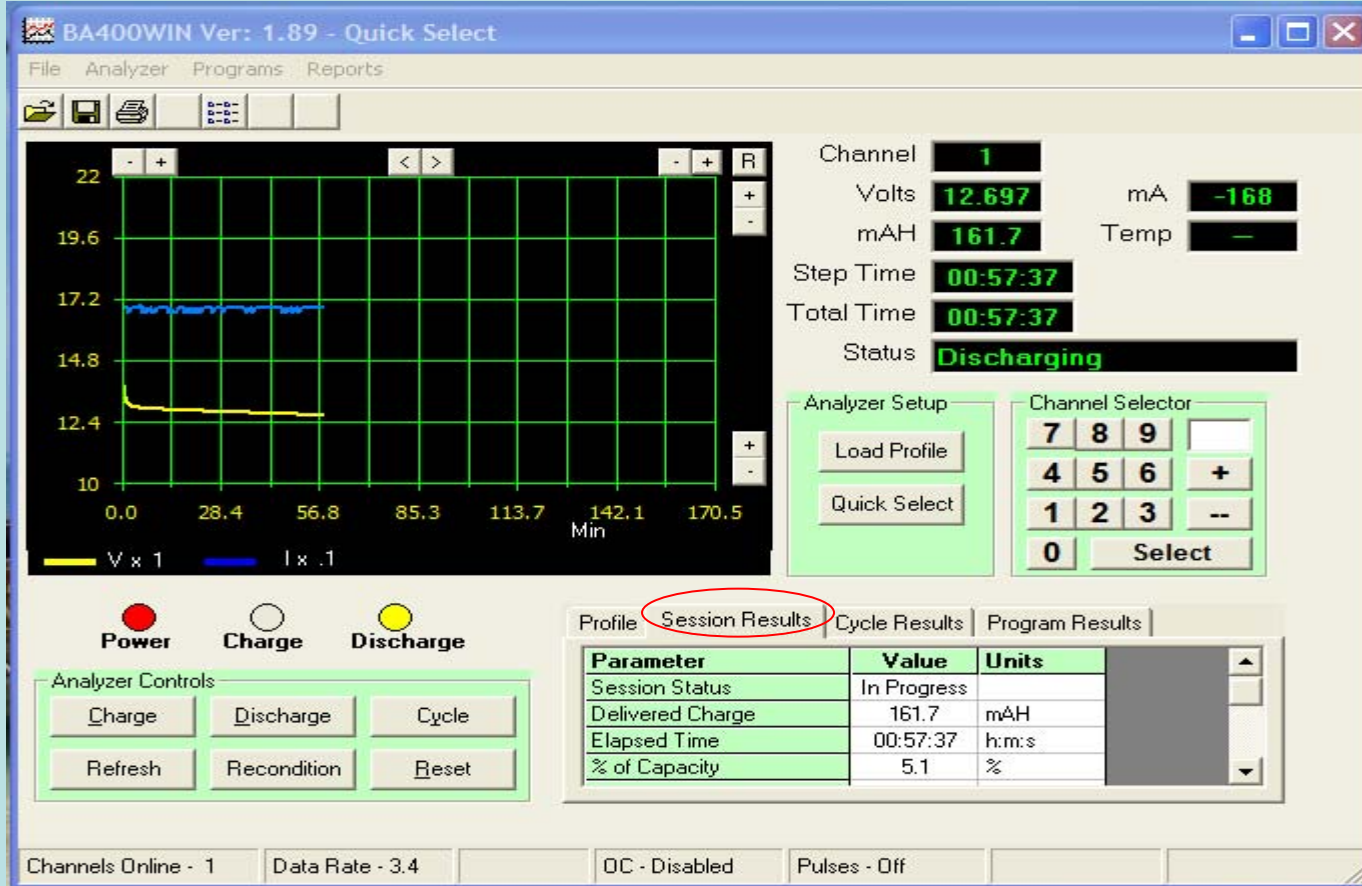 BA400WIN Ver: 1.89 - Quick Select
File Analyzer Programs Reports
- + < > - + R
+
-
22
19.6
17.2
14.8
12.4
10
+
-
0.0 28.4 56.8 85.3 113.7 142.1 170.5
Min
V x 1 I x .1
Channel 1
Volts 12.697 mA -168
mAH 161.7 Temp —
Step Time 00:57:37
Total Time 00:57:37
Status Discharging
Analyzer Setup
Load Profile
Quick Select
Channel Selector
7 8 9
4 5 6 +
1 2 3 --
0 Select
Power Charge Discharge
Analyzer Controls
Charge Discharge Cycle
Refresh Recondition Reset
Profile Session Results Cycle Results Program Results
Parameter Value Units
Session Status In Progress
Delivered Charge 161.7 mAH
Elapsed Time 00:57:37 h:m:s
% of Capacity 5.1 %
Channels Online - 1 Data Rate - 3.4 OC - Disabled Pulses - Off